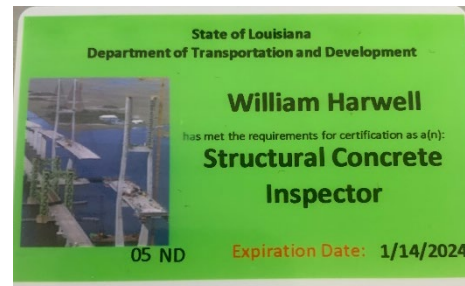 State of Louisiana
Department of Transportation and Development
William Harwell
has met the requirements for certification as a(n):
Structural Concrete
Inspector
05 ND
Expiration Date: 1/14/2024